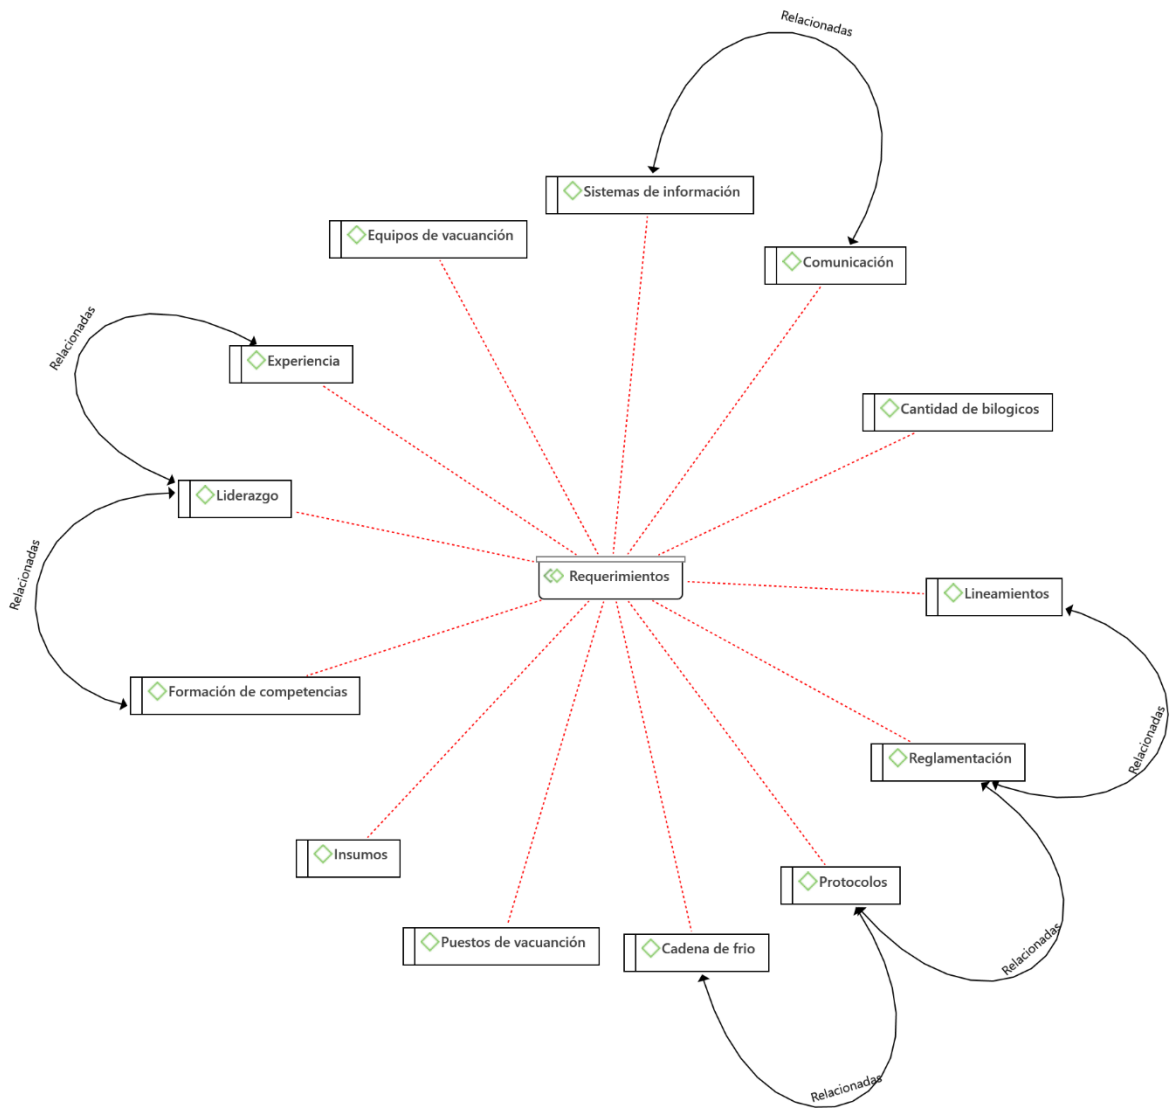 Relacionadas
Sistemas de información
Equipos de vacuanción
Comunicación
Relacionadas
Experiencia
Cantidad de bilogicos
Liderazgo
Relacionadas
Requerimientos
Lineamientos
Formación de competencias
Relacionadas
Reglamentación
Insumos
Protocolos
Relacionadas
Puestos de vacuanción
Cadena de frio
Relacionadas